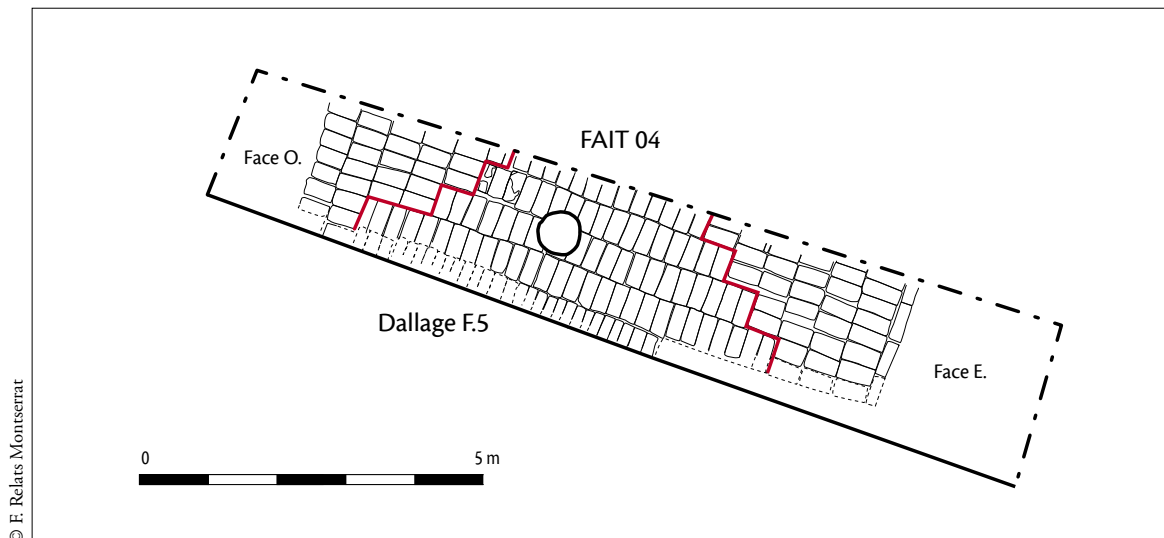 FAIT 04
Face O.
Dallage F.5
Face E.
0 5 m
© F. Relats Montserrat